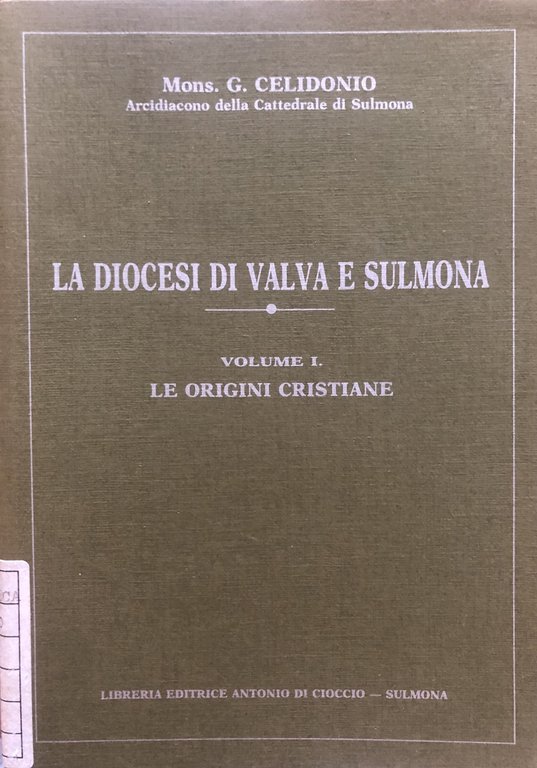 Mons. G. CELIDONIO
Arcidiacono della Cattedrale di Sulmona
LA DIOCESI DI VALVA E SULMONA
VOLUME I.
LE ORIGINI CRISTIANE
LIBRERIA EDITRICE ANTONIO DI CIOCCIO — SULMONA